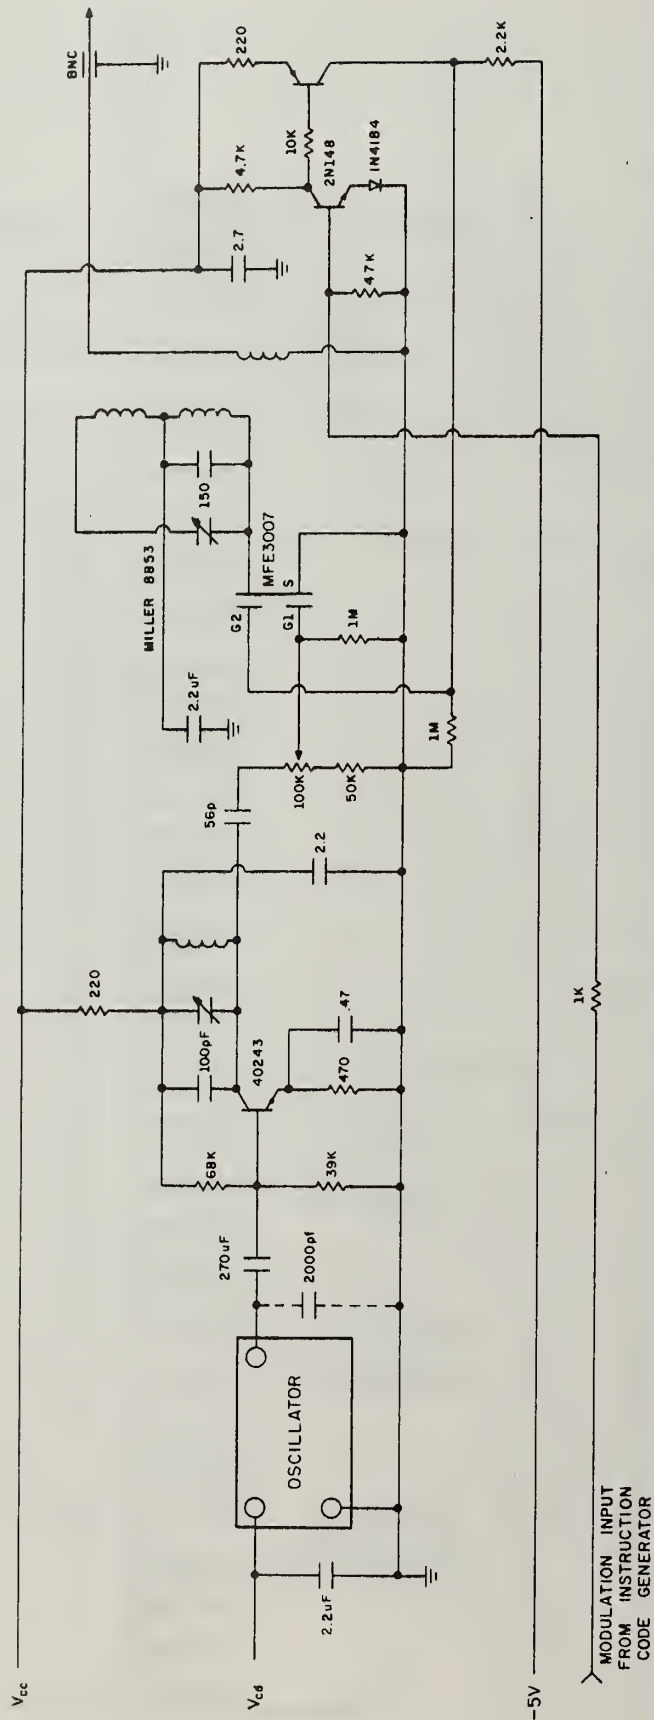 Vcc
Vcd
-5V
MODULATION INPUT
FROM INSTRUCTION
CODE GENERATOR
2.2uF
OSCILLATOR
270uF
2000pf
68K
39K
100pF
40243
470
.47
220
2.2
56p
100K
50K
1M
2.2uF
MILLER 8853
150
MFE3007
G2
G1
S
1M
1K
BNC
2.7
4.7K
220
10K
2N148
1N4184
47K
2.2K